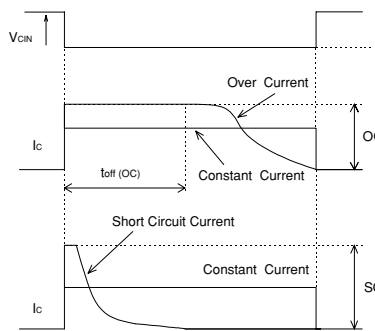 VCIN
Over Current
IC
OC
Constant Current
toff (OC)
Short Circuit Current
Constant Current
IC
SC